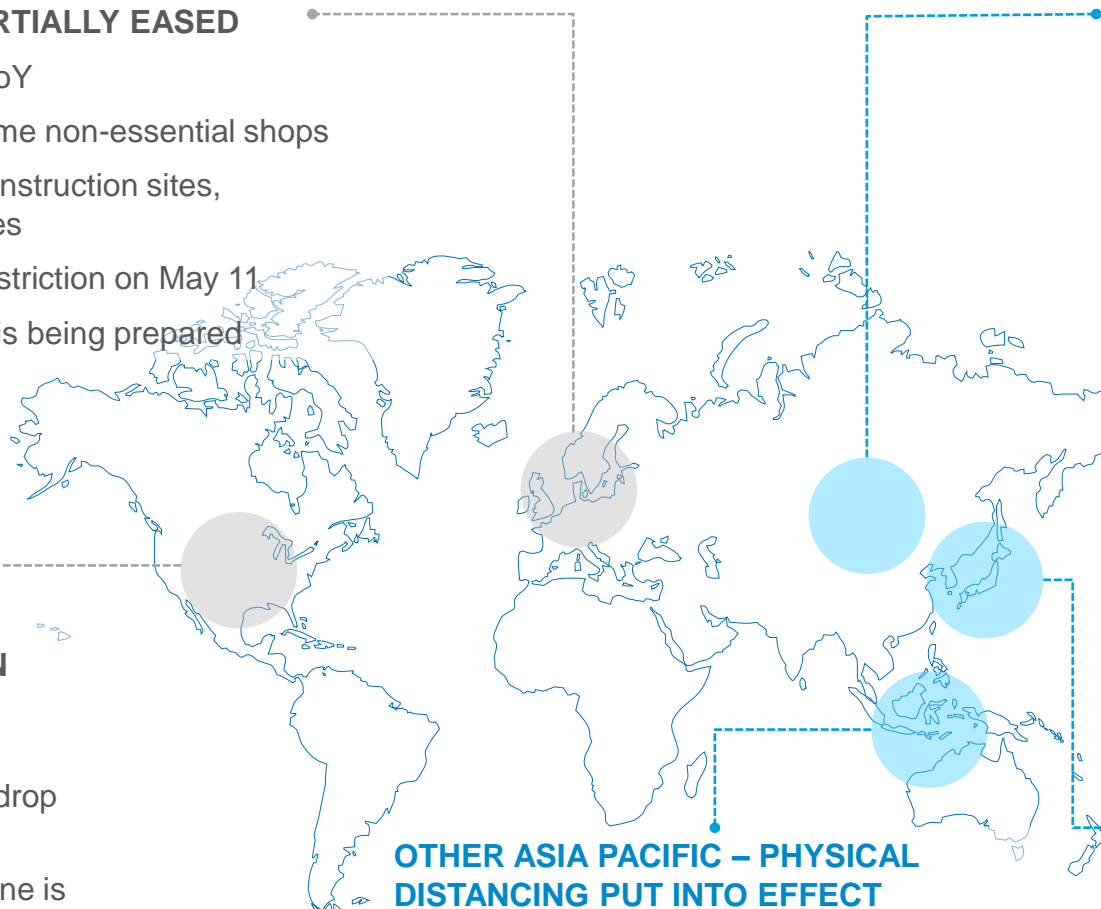 RTIALLY EASED
oY
me non-essential shops
nstruction sites,
es
striction on May 11
is being prepared
N
drop
ne is
OTHER ASIA PACIFIC – PHYSICAL
DISTANCING PUT INTO EFFECT